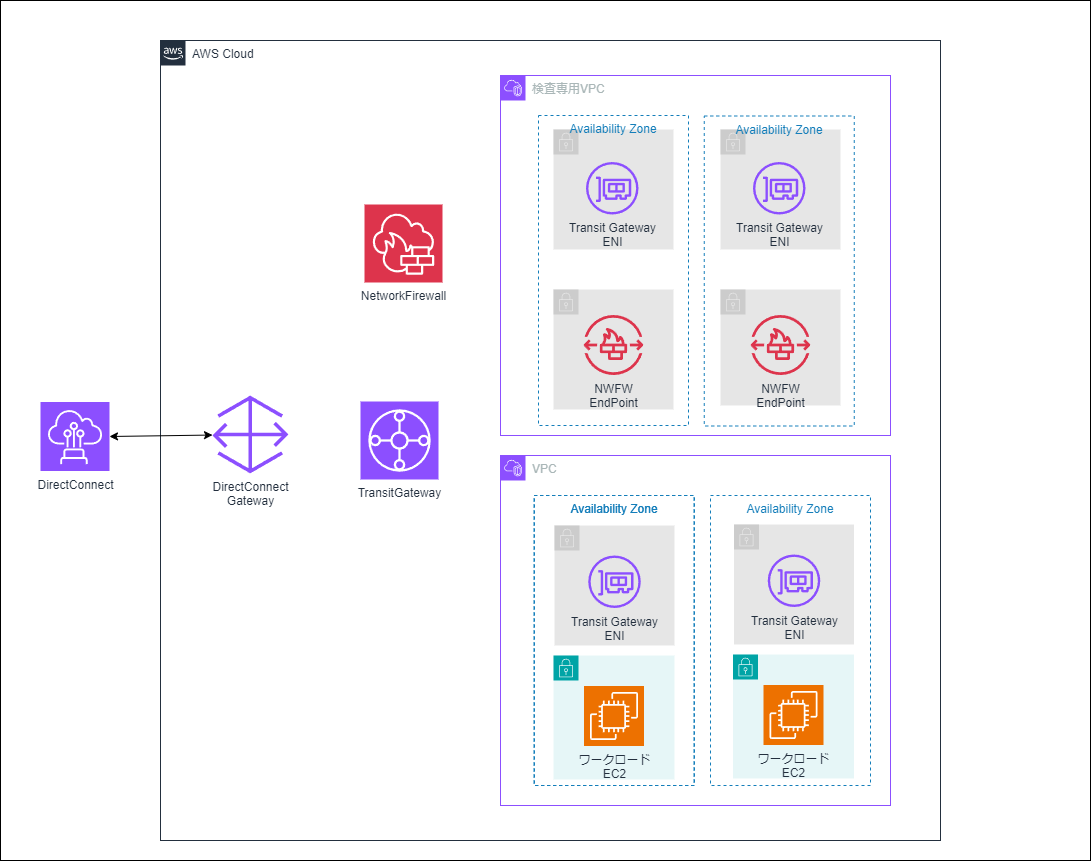 aws
AWS Cloud
検査専用VPC
Availability Zone
Availability Zone
Transit Gateway
ENI
Transit Gateway
ENI
NetworkFirewall
NWFW
EndPoint
NWFW
EndPoint
DirectConnect
DirectConnect
Gateway
TransitGateway
VPC
Availability Zone
Availability Zone
Transit Gateway
ENI
Transit Gateway
ENI
ワークロード
EC2
ワークロード
EC2